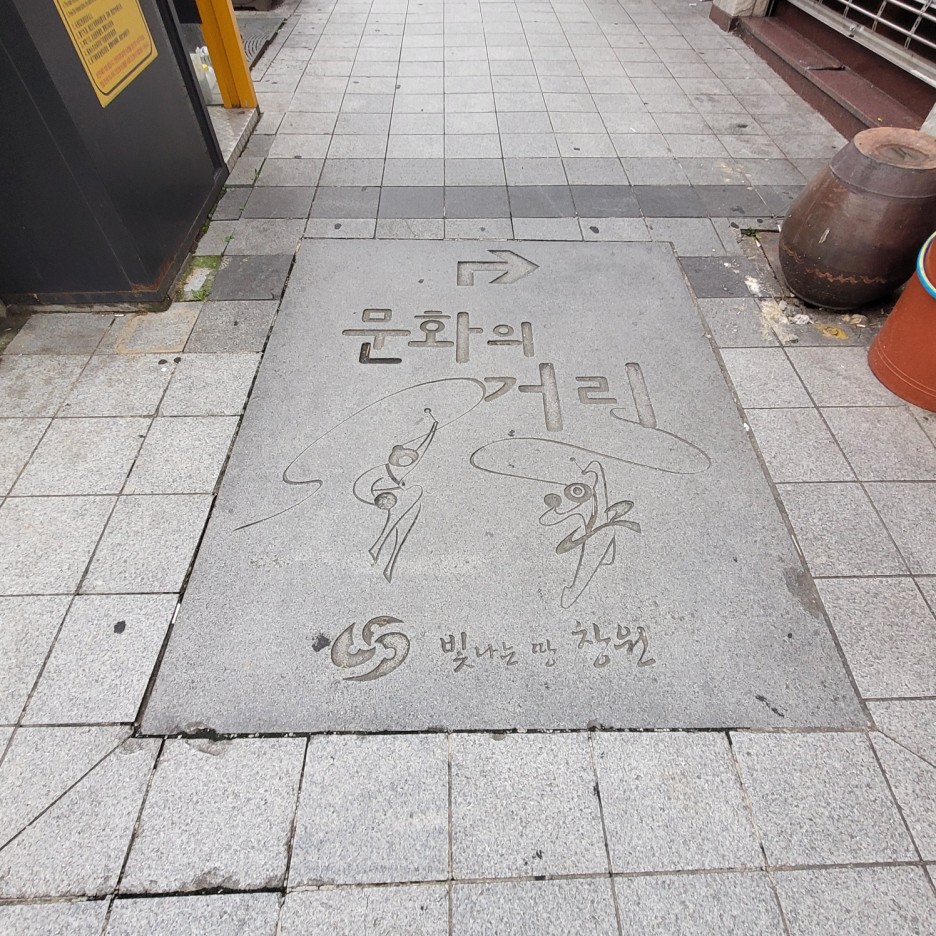 문화의
거리
빛나는 땅 창원